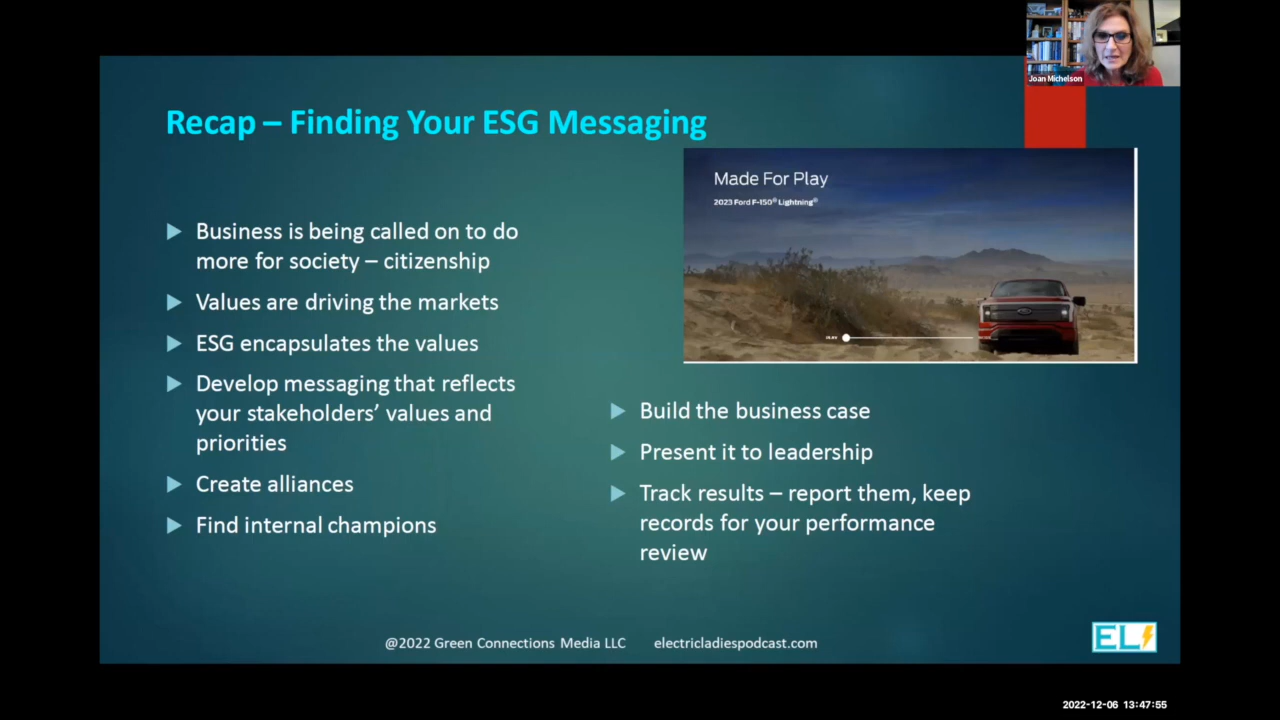 Joan Michelson
Recap – Finding Your ESG Messaging
Made For Play
2023 Ford F-150® Lightning®
Business is being called on to do
more for society – citizenship
Values are driving the markets
ESG encapsulates the values
Develop messaging that reflects
your stakeholders’ values and
priorities
Create alliances
Find internal champions
Build the business case
Present it to leadership
Track results – report them, keep
records for your performance
review
@2022 Green Connections Media LLC electricladiespodcast.com
EL
2022-12-06 13:47:55